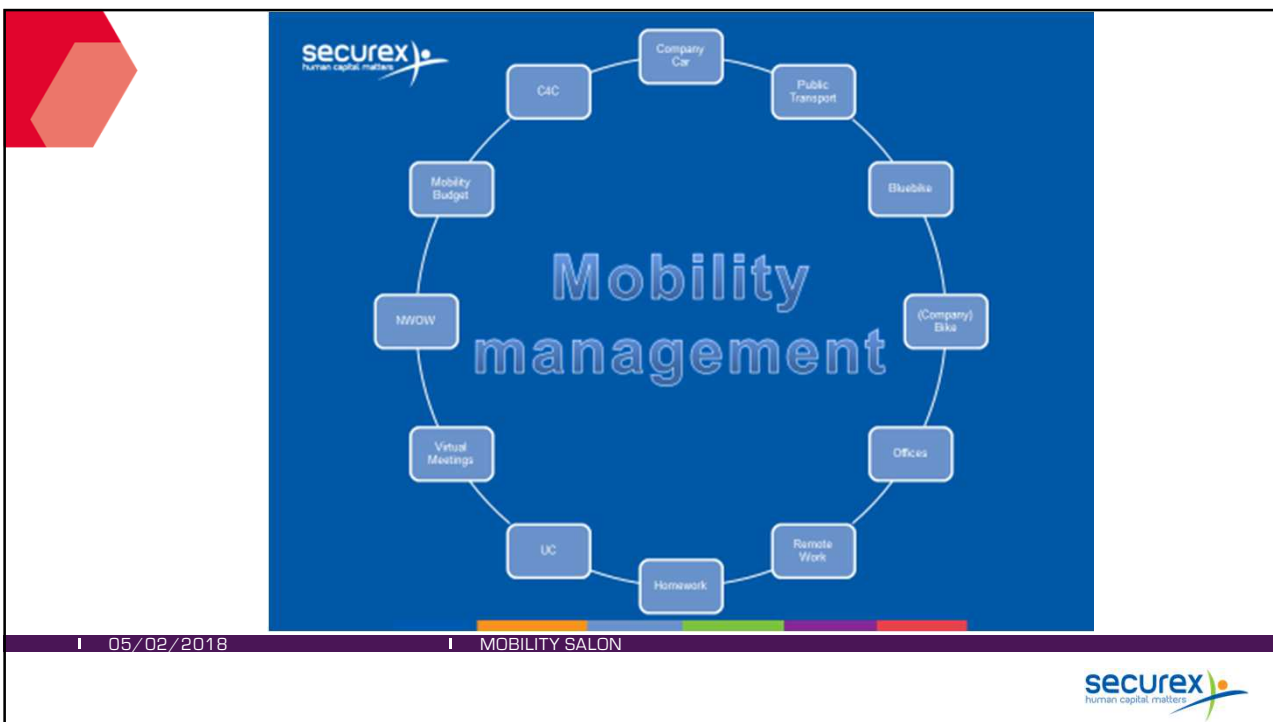 securex
human capital matters
Company
Car
Public
Transport
Bluebike
(Company)
Bike
Offices
Remote
Work
Homework
UC
Virtual
Meetings
NWOW
Mobility
Budget
C4C
Mobility
management
05/02/2018
MOBILITY SALON
securex
human capital matters